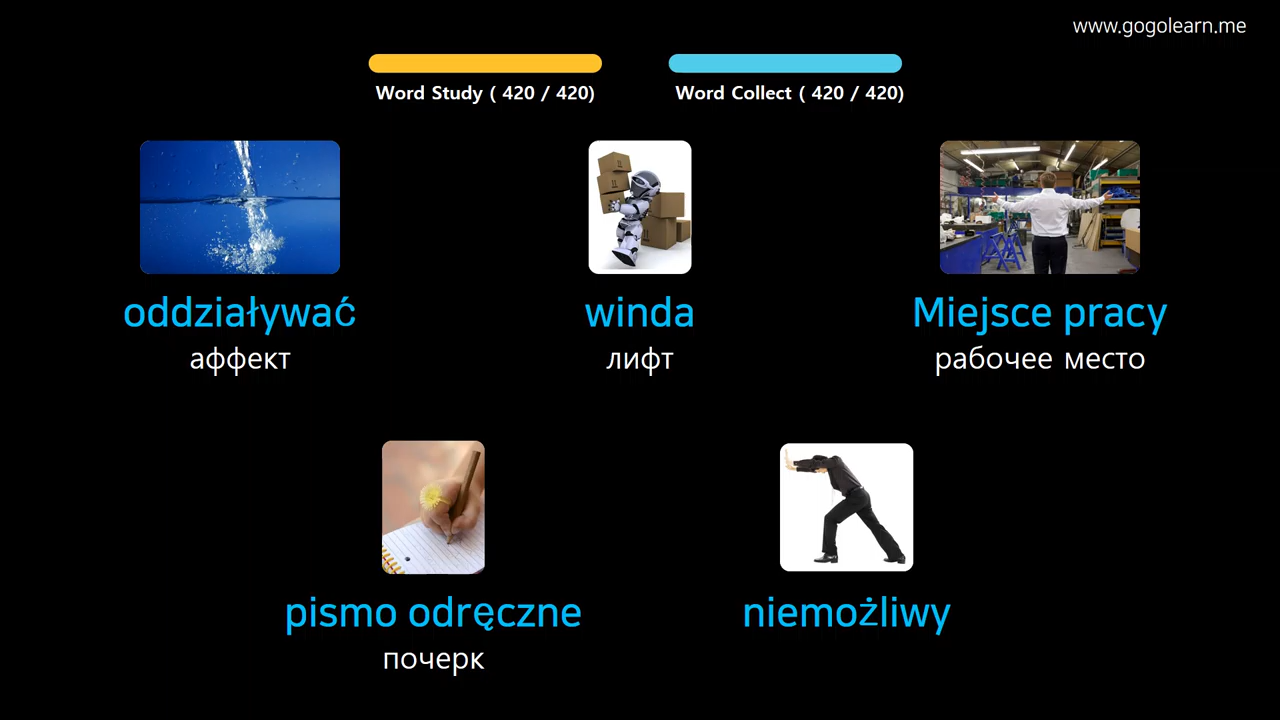 www.gogolearn.me
Word Study ( 420 / 420)
Word Collect ( 420 / 420)
oddziaływać
аффект
winda
лифт
Miejsce pracy
рабочее место
pismo odręczne
почерк
niemożliwy